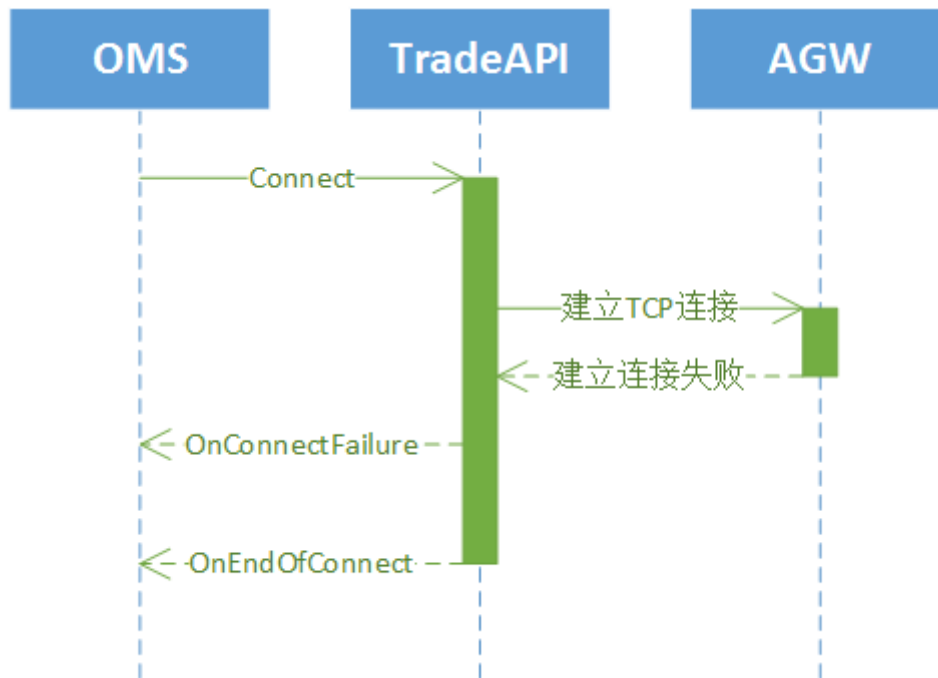 OMS
TradeAPI
AGW
Connect
建立TCP连接
建立连接失败
OnConnectFailure
OnEndOfConnect